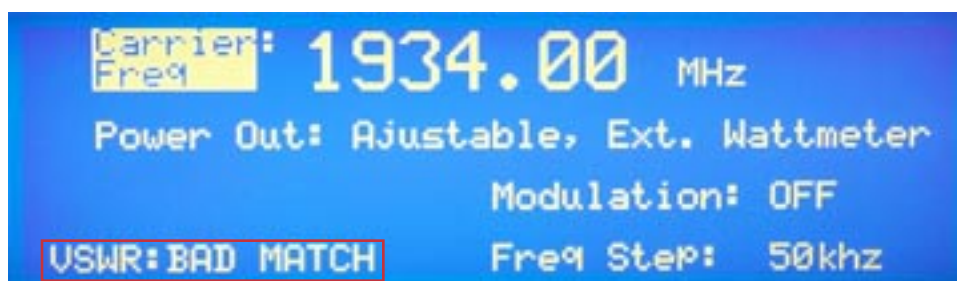 Carrier: 1934.00 MHz
Freq
Power Out: Ajustable, Ext. Wattmeter
Modulation: OFF
VSWR:BAD MATCH Freq Step: 50khz